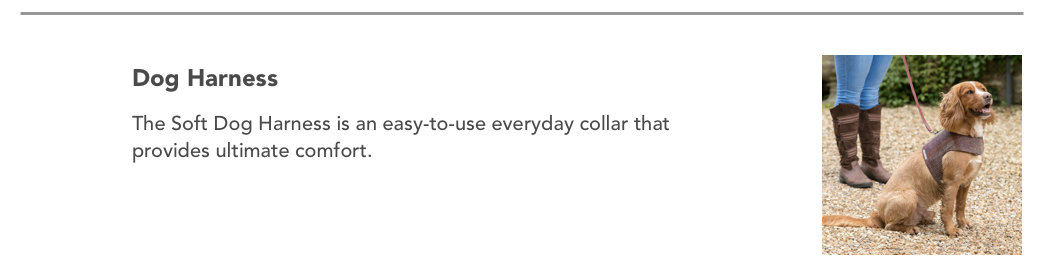 Dog Harness
The Soft Dog Harness is an easy-to-use everyday collar that
provides ultimate comfort.